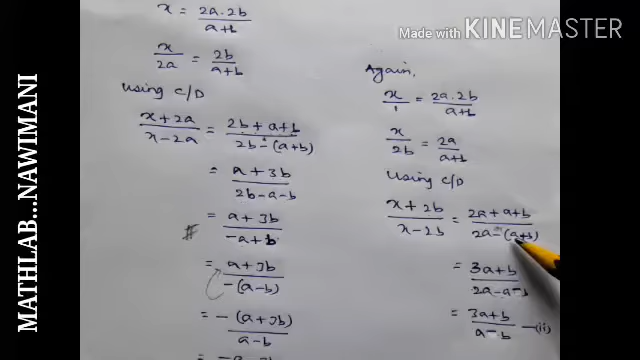 MATHLAB...NAWIMANI
Made with KINEMASTER
x = 2a.2b/a+b
x/2a = 2b/a+b
Using C/D
x+2a/x-2a = 2b+a+b/2b-(a+b)
= a+3b/2b-a-b
= a+3b/-a+b
#
= a+3b/-(a-b)
= -(a+3b)/a-b
Again,
x/1 = 2a.2b/a+b
x/2b = 2a/a+b
Using C/D
x+2b/x-2b = 2a+a+b/2a-(a+b)
= 3a+b/2a-a-b
= 3a+b/a-b —(ii)